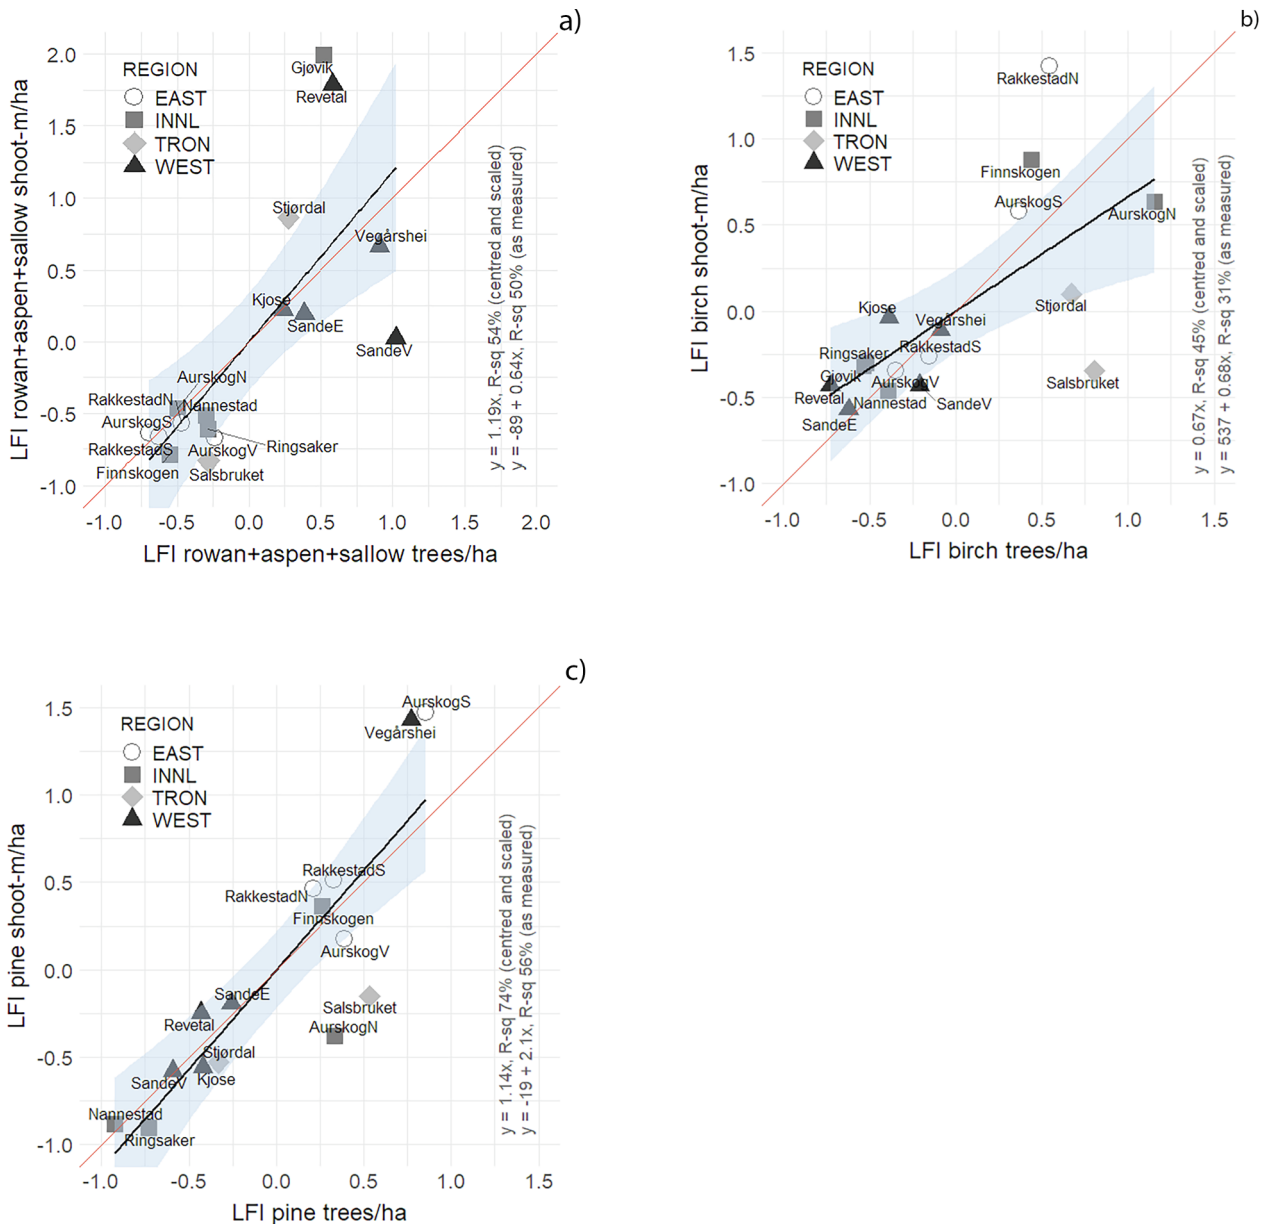 a)
REGION
EAST
INNL
TRON
WEST
2.0
1.5
1.0
0.5
0.0
-0.5
-1.0
LFI rowan+aspen+sallow shoot-m/ha
Gjøvik
Revetal
Stjørdal
Vegårshei
Kjose
SandeE
SandeV
AurskogN
RakkestadN
Nannestad
AurskogS
RakkestadS
AurskogV
Ringsaker
Finnskogen
Salsbruket
y = 1.19x, R-sq 54% (centred and scaled)
y = -89 + 0.64x, R-sq 50% (as measured)
-1.0 -0.5 0.0 0.5 1.0 1.5 2.0
LFI rowan+aspen+sallow trees/ha
b)
REGION
EAST
INNL
TRON
WEST
1.5
1.0
0.5
0.0
-0.5
-1.0
LFI birch shoot-m/ha
RakkestadN
Finnskogen
AurskogS
AurskogN
Stjørdal
Kjose
Vegårshei
RakkestadS
Ringsaker
Gjøvik
AurskogV
Salsbruket
Revetal
Nannestad
SandeV
SandeE
y = 0.67x, R-sq 45% (centred and scaled)
y = 537 + 0.68x, R-sq 31% (as measured)
-1.0 -0.5 0.0 0.5 1.0 1.5
LFI birch trees/ha
c)
REGION
EAST
INNL
TRON
WEST
1.5
1.0
0.5
0.0
-0.5
-1.0
LFI pine shoot-m/ha
AurskogS
Vegårshei
RakkestadS
RakkestadN
Finnskogen
AurskogV
SandeE
Salsbruket
Revetal
AurskogN
Stjørdal
SandeV
Kjose
Nannestad
Ringsaker
y = 1.14x, R-sq 74% (centred and scaled)
y = -19 + 2.1x, R-sq 56% (as measured)
-1.0 -0.5 0.0 0.5 1.0 1.5
LFI pine trees/ha